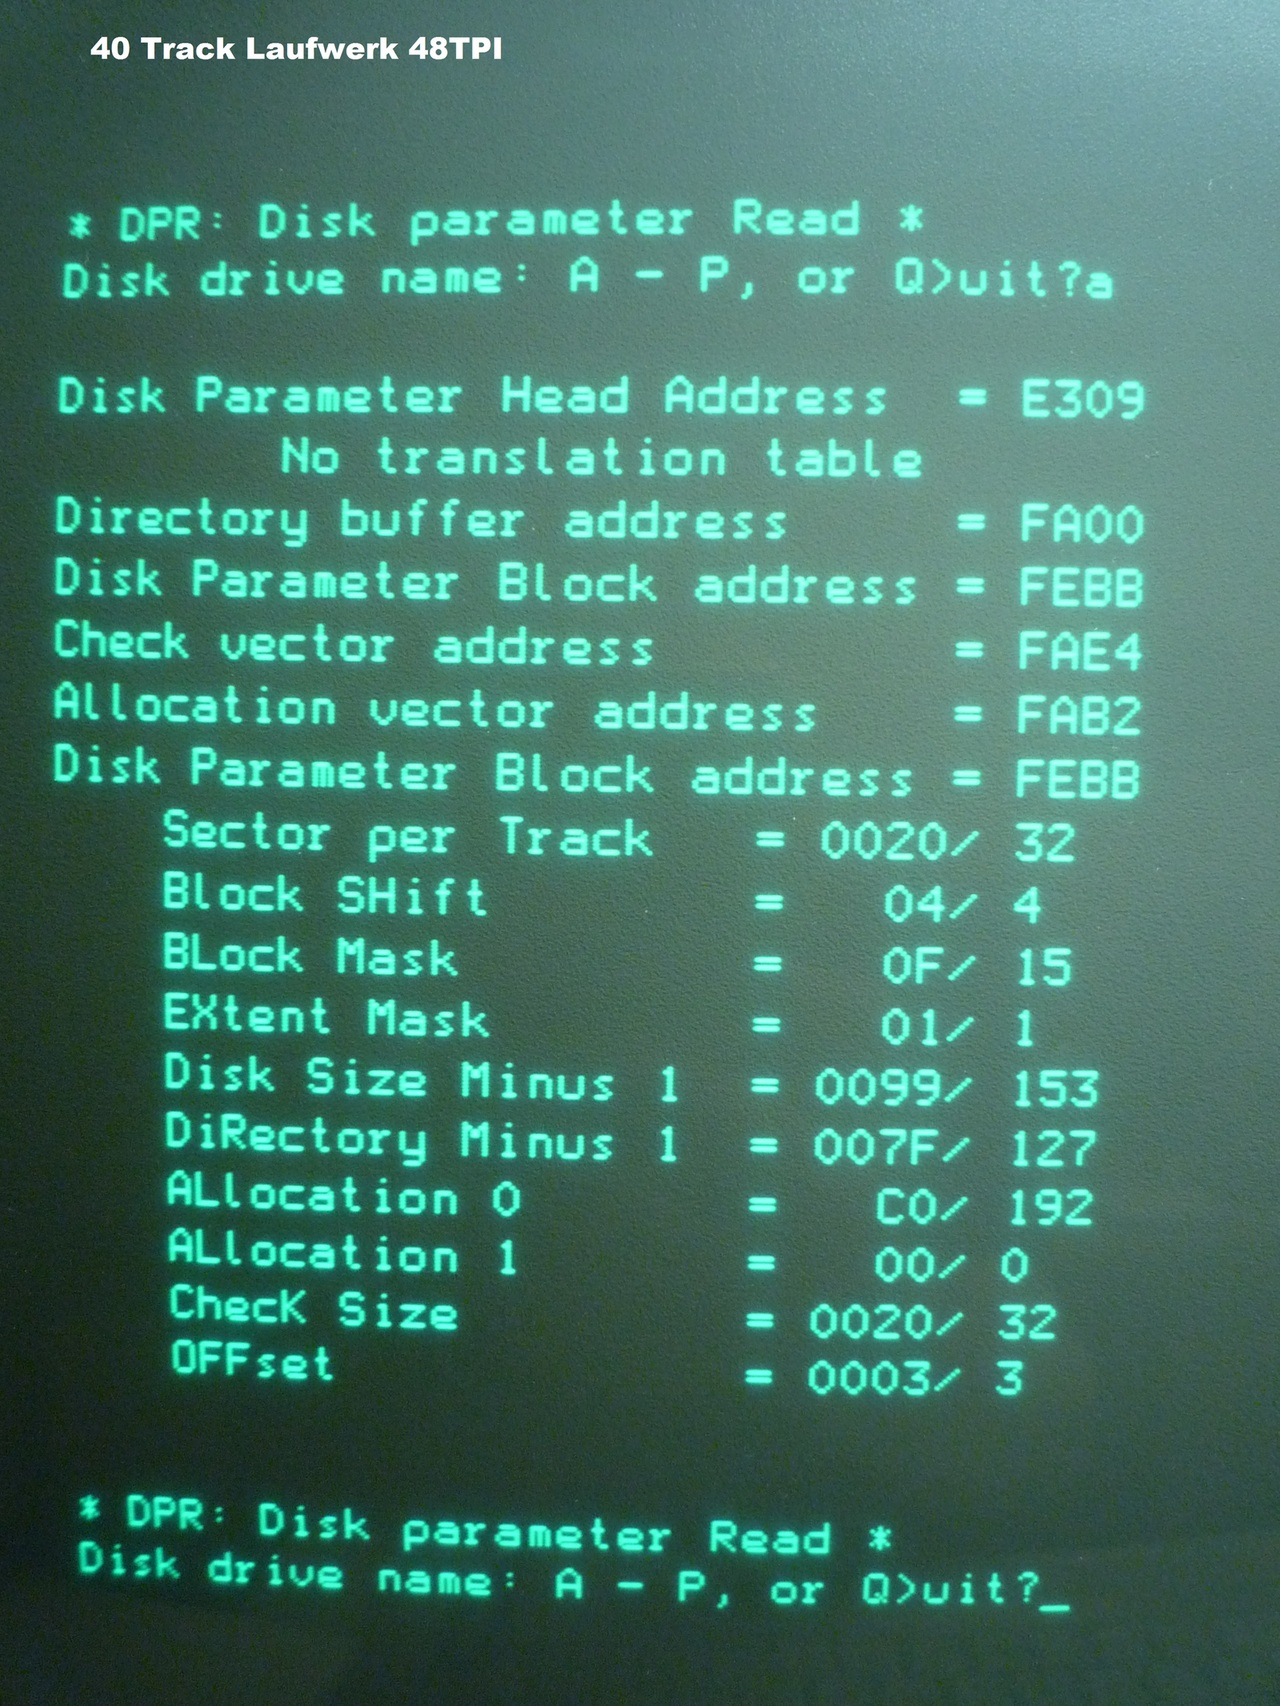 40 Track Laufwerk 48TPI
* DPR: Disk parameter Read *
Disk drive name: A - P, or Q>uit?a
Disk Parameter Head Address = E309
No translation table
Directory buffer address = FA00
Disk Parameter Block address = FEBB
Check vector address = FAE4
Allocation vector address = FAB2
Disk Parameter Block address = FEBB
Sector per Track = 0020/ 32
Block SHift = 04/ 4
BLock Mask = 0F/ 15
EXtent Mask = 01/ 1
Disk Size Minus 1 = 0099/ 153
DiRectory Minus 1 = 007F/ 127
ALlocation 0 = C0/ 192
ALlocation 1 = 00/ 0
ChecK Size = 0020/ 32
OFFset = 0003/ 3
* DPR: Disk parameter Read *
Disk drive name: A - P, or Q>uit?_